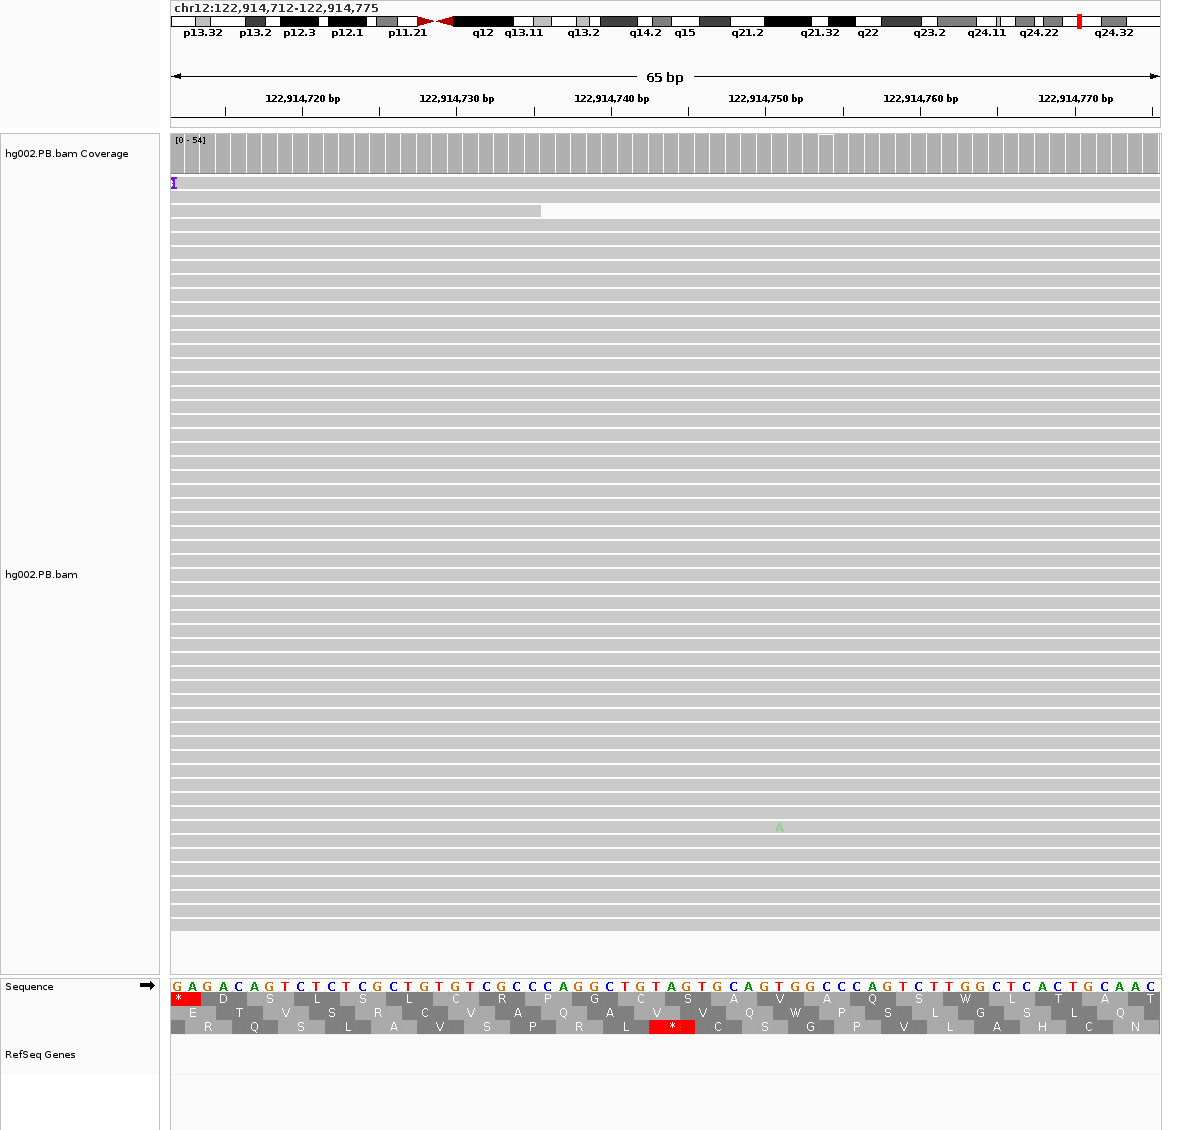 chr12:122,914,712-122,914,775
p13.32 p13.2 p12.3 p12.1 p11.21 q12 q13.11 q13.2 q14.2 q15 q21.2 q21.32 q22 q23.2 q24.11 q24.22 q24.32
65 bp
122,914,720 bp 122,914,730 bp 122,914,740 bp 122,914,750 bp 122,914,760 bp 122,914,770 bp
[0 - 54]
hg002.PB.bam Coverage
I
hg002.PB.bam
A
Sequence
G A G A C A G T C T C T C G C T G T G T C G C C C A G G C T G T A G T G C A G T G G C C C A G T C T T G G C T C A C T G C A A C
* D S L S L C R P G C S A V A Q S W L T A T
E T V S R C V A Q A V V Q W P S L G S L Q
R Q S L A V S P R L * C S G P V L A H C N
RefSeq Genes